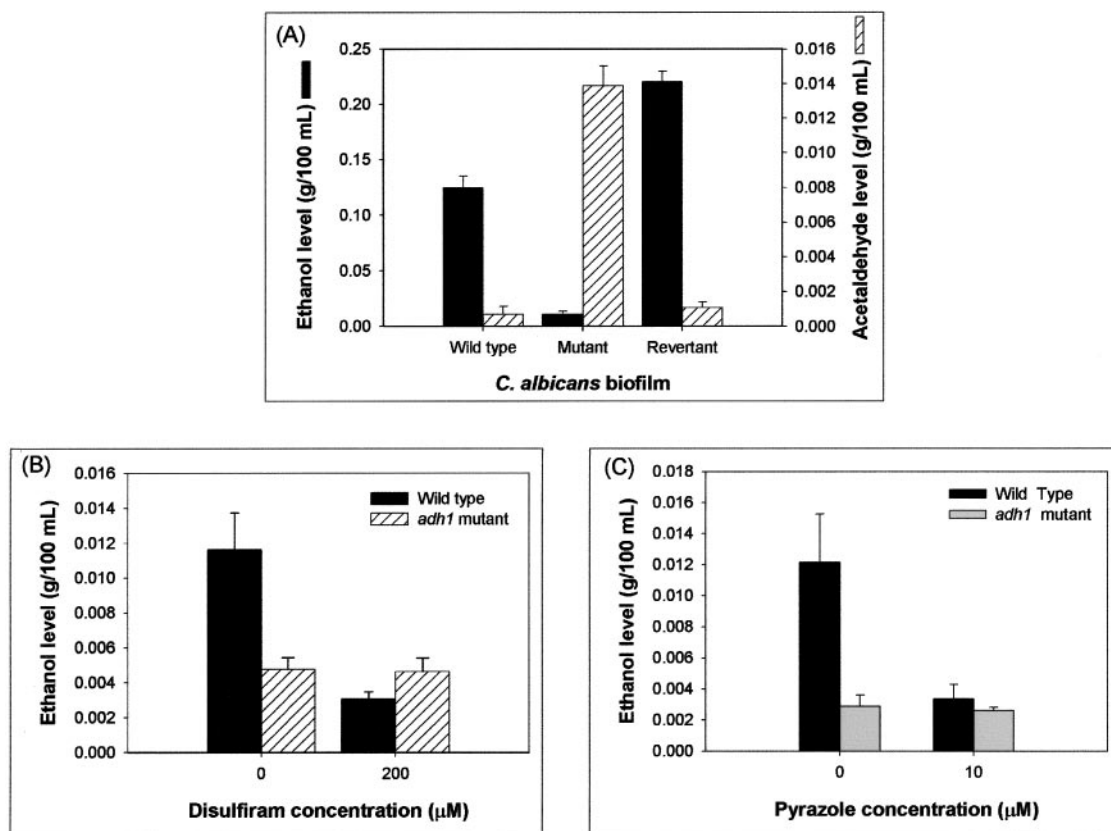 (A)
Ethanol level (g/100 mL)
0.25
0.20
0.15
0.10
0.05
0.00
Acetaldehyde level (g/100 mL)
0.016
0.014
0.012
0.010
0.008
0.006
0.004
0.002
0.000
Wild type Mutant Revertant
C. albicans biofilm
(B)
Ethanol level (g/100 mL)
0.016
0.014
0.012
0.010
0.008
0.006
0.004
0.002
0.000
Wild type
adh1 mutant
0 200
Disulfiram concentration (μM)
(C)
Ethanol level (g/100 mL)
0.018
0.016
0.014
0.012
0.010
0.008
0.006
0.004
0.002
0.000
Wild Type
adh1 mutant
0 10
Pyrazole concentration (μM)